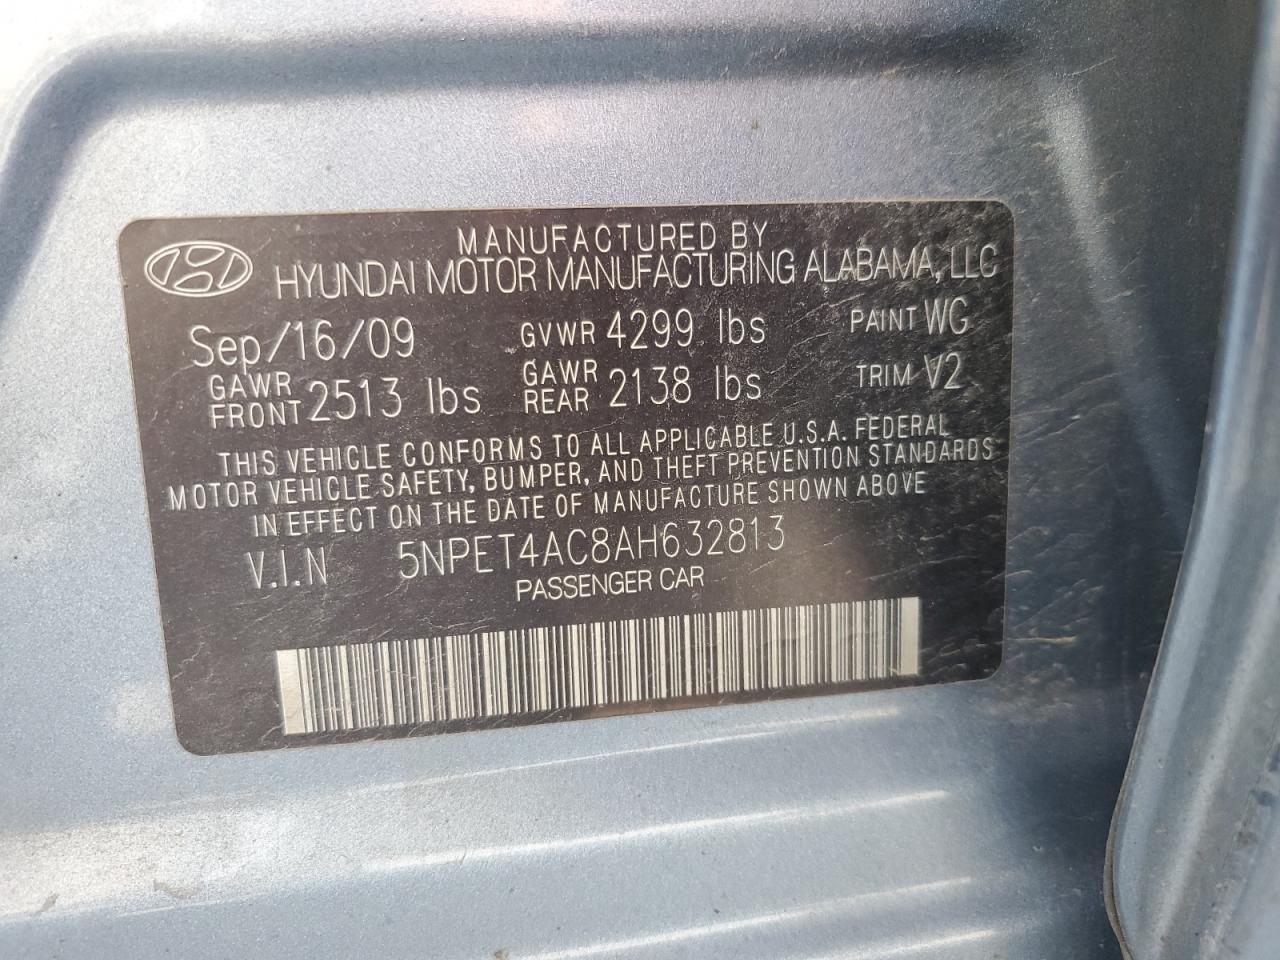 MANUFACTURED BY
HYUNDAI MOTOR MANUFACTURING ALABAMA, LLC
Sep/16/09 GVWR 4299 lbs PAINT WG
GAWR FRONT 2513 lbs GAWR REAR 2138 lbs TRIM V2
THIS VEHICLE CONFORMS TO ALL APPLICABLE U.S.A. FEDERAL
MOTOR VEHICLE SAFETY, BUMPER, AND THEFT PREVENTION STANDARDS
IN EFFECT ON THE DATE OF MANUFACTURE SHOWN ABOVE
V.I.N 5NPET4AC8AH632813
PASSENGER CAR